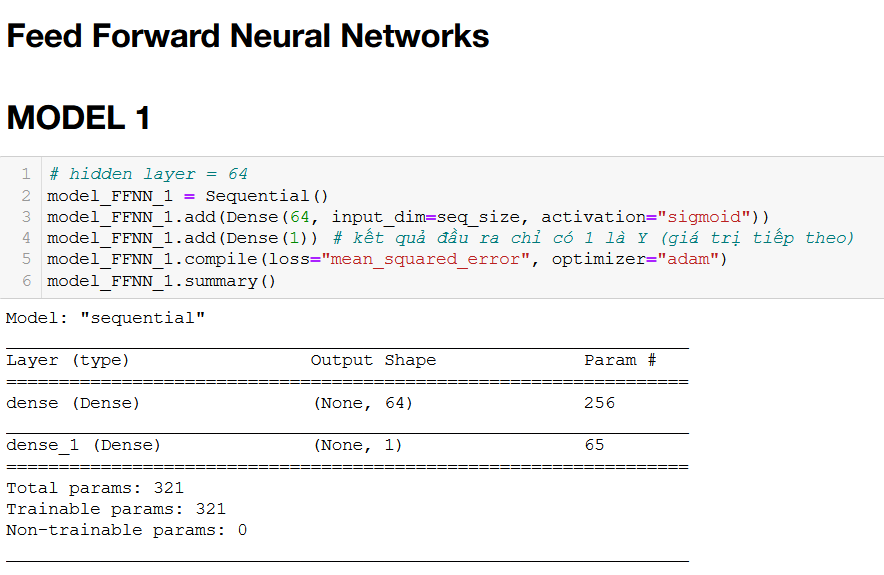 Feed Forward Neural Networks
MODEL 1
1 # hidden layer = 64
2 model_FFNN_1 = Sequential()
3 model_FFNN_1.add(Dense(64, input_dim=seq_size, activation="sigmoid"))
4 model_FFNN_1.add(Dense(1)) # kết quả đầu ra chỉ có 1 là Y (giá trị tiếp theo)
5 model_FFNN_1.compile(loss="mean_squared_error", optimizer="adam")
6 model_FFNN_1.summary()
Model: "sequential"
Layer (type) Output Shape Param #
dense (Dense) (None, 64) 256
dense_1 (Dense) (None, 1) 65
Total params: 321
Trainable params: 321
Non-trainable params: 0